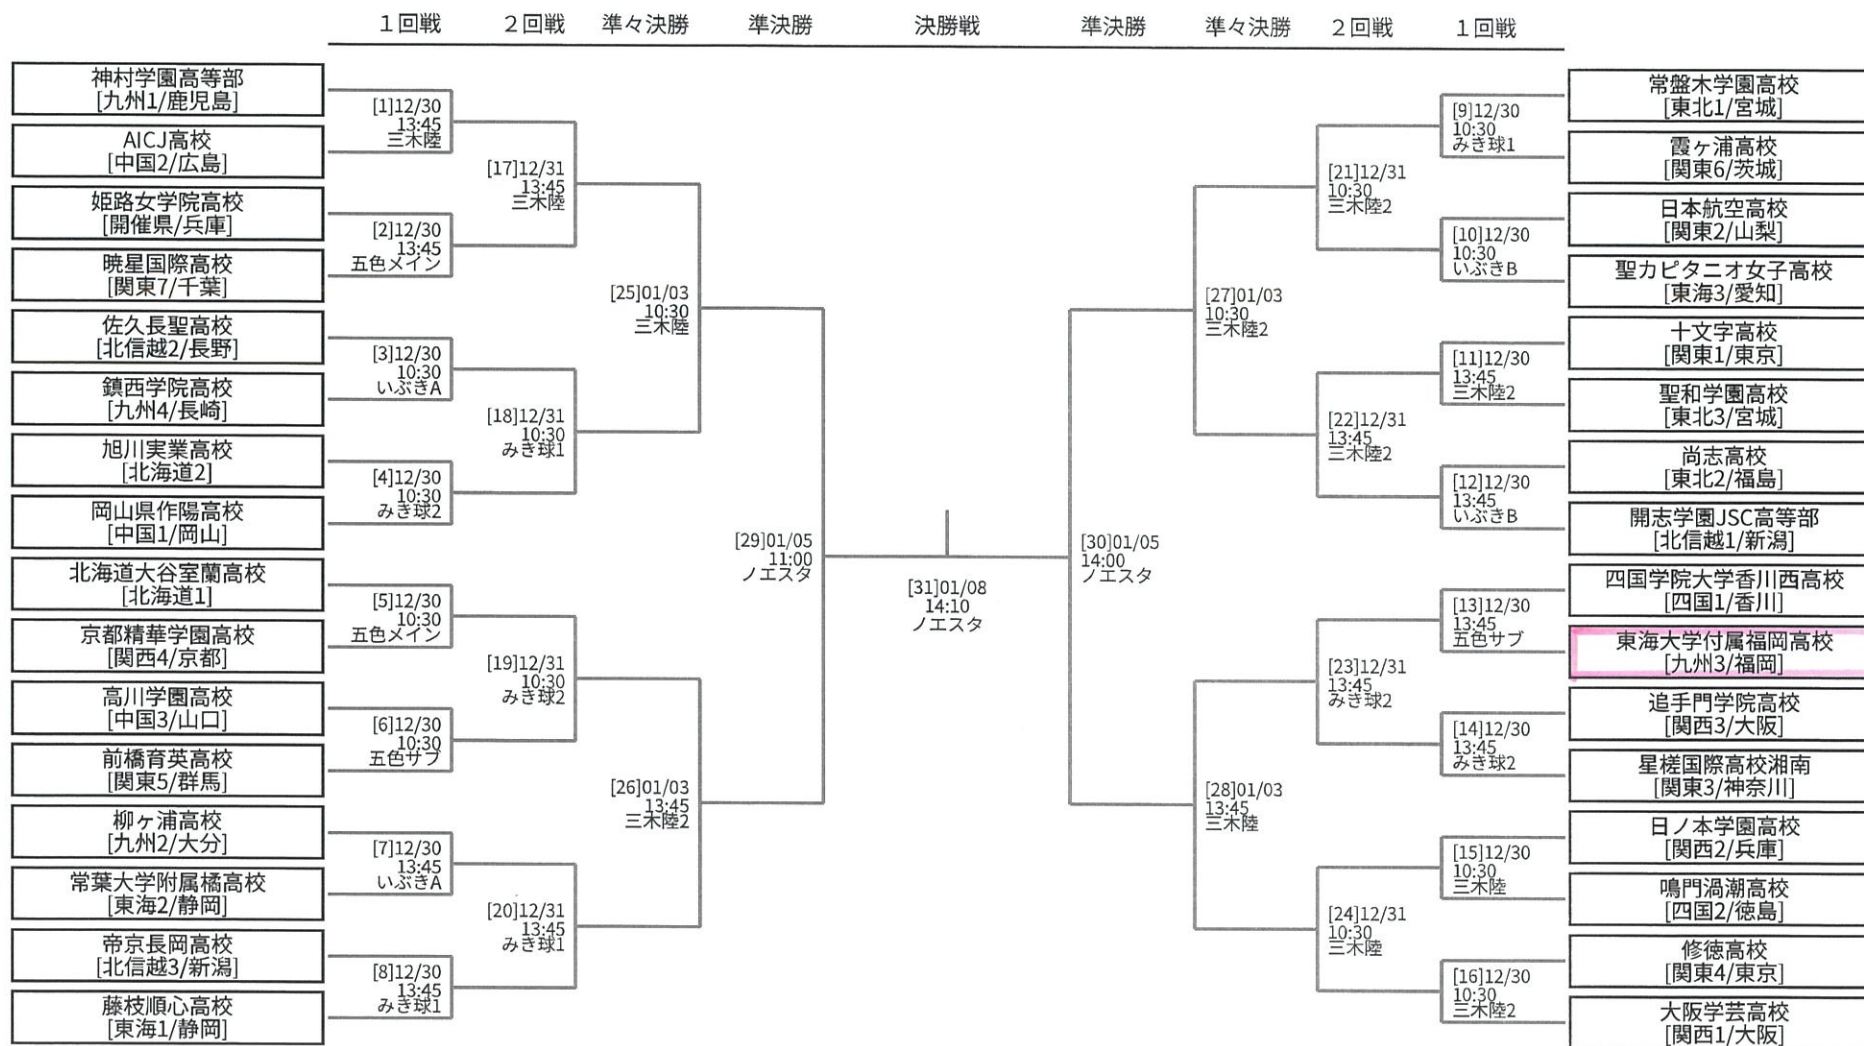 １回戦 ２回戦 準々決勝 準決勝 決勝戦 準決勝 準々決勝 ２回戦 １回戦
神村学園高等部
[九州1/鹿児島]
AICJ高校
[中国2/広島]
姫路女学院高校
[開催県/兵庫]
暁星国際高校
[関東7/千葉]
佐久長聖高校
[北信越2/長野]
鎮西学院高校
[九州4/長崎]
旭川実業高校
[北海道2]
岡山県作陽高校
[中国1/岡山]
北海道大谷室蘭高校
[北海道1]
京都精華学園高校
[関西4/京都]
高川学園高校
[中国3/山口]
前橋育英高校
[関東5/群馬]
柳ヶ浦高校
[九州2/大分]
常葉大学附属橘高校
[東海2/静岡]
帝京長岡高校
[北信越3/新潟]
藤枝順心高校
[東海1/静岡]
[1]12/30
13:45
三木陸
[2]12/30
13:45
五色メイン
[3]12/30
10:30
いぶきA
[4]12/30
10:30
みき球2
[5]12/30
10:30
五色メイン
[6]12/30
10:30
五色サブ
[7]12/30
13:45
いぶきA
[8]12/30
13:45
みき球1
[17]12/31
13:45
三木陸
[18]12/31
10:30
みき球1
[19]12/31
10:30
みき球2
[20]12/31
13:45
みき球1
[25]01/03
10:30
三木陸
[26]01/03
13:45
三木陸2
[29]01/05
11:00
ノエスタ
[31]01/08
14:10
ノエスタ
[30]01/05
14:00
ノエスタ
[27]01/03
10:30
三木陸2
[28]01/03
13:45
三木陸
[21]12/31
10:30
三木陸2
[22]12/31
13:45
三木陸2
[23]12/31
13:45
みき球2
[24]12/31
10:30
三木陸
[9]12/30
10:30
みき球1
[10]12/30
10:30
いぶきB
[11]12/30
13:45
三木陸2
[12]12/30
13:45
いぶきB
[13]12/30
13:45
五色サブ
[14]12/30
13:45
みき球2
[15]12/30
10:30
三木陸
[16]12/30
10:30
三木陸2
常盤木学園高校
[東北1/宮城]
霞ヶ浦高校
[関東6/茨城]
日本航空高校
[関東2/山梨]
聖カピタニオ女子高校
[東海3/愛知]
十文字高校
[関東1/東京]
聖和学園高校
[東北3/宮城]
尚志高校
[東北2/福島]
開志学園JSC高等部
[北信越1/新潟]
四国学院大学香川西高校
[四国1/香川]
東海大学付属福岡高校
[九州3/福岡]
追手門学院高校
[関西3/大阪]
星槎国際高校湘南
[関東3/神奈川]
日ノ本学園高校
[関西2/兵庫]
鳴門渦潮高校
[四国2/徳島]
修徳高校
[関東4/東京]
大阪学芸高校
[関西1/大阪]